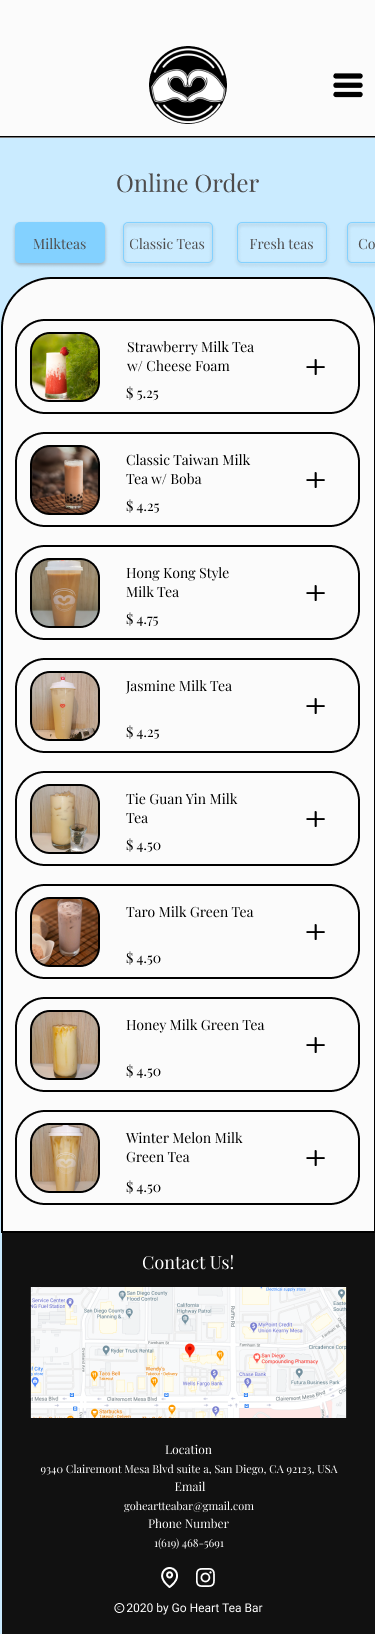 Online Order
Milkteas
Classic Teas
Fresh teas
Co
Strawberry Milk Tea
w/ Cheese Foam
$ 5.25
Classic Taiwan Milk
Tea w/ Boba
$ 4.25
Hong Kong Style
Milk Tea
$ 4.75
Jasmine Milk Tea
$ 4.25
Tie Guan Yin Milk
Tea
$ 4.50
Taro Milk Green Tea
$ 4.50
Honey Milk Green Tea
$ 4.50
Winter Melon Milk
Green Tea
$ 4.50
Contact Us!
San Diego County
Flood Control
Service Center
California
Highway Patrol
San Diego County
Planning &
MyPoint Credit
Union Kearny Mesa
Ryder Truck Rental
San Diego
Compounding Pharmacy
Taco Bell
Wendy's
Wells Fargo Bank
Chase Bank
Futura Business Park
Starbucks
Clairemont Mesa Blvd
Location
9340 Clairemont Mesa Blvd suite a, San Diego, CA 92123, USA
Email
goheartteabar@gmail.com
Phone Number
1(619) 468-5691
©2020 by Go Heart Tea Bar